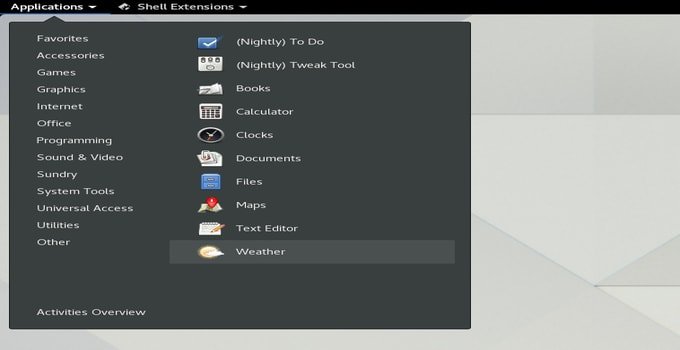 Applications
Shell Extensions
Favorites
Accessories
Games
Graphics
Internet
Office
Programming
Sound & Video
Sundry
System Tools
Universal Access
Utilities
Other
Activities Overview
(Nightly) To Do
(Nightly) Tweak Tool
Books
Calculator
Clocks
Documents
Files
Maps
Text Editor
Weather